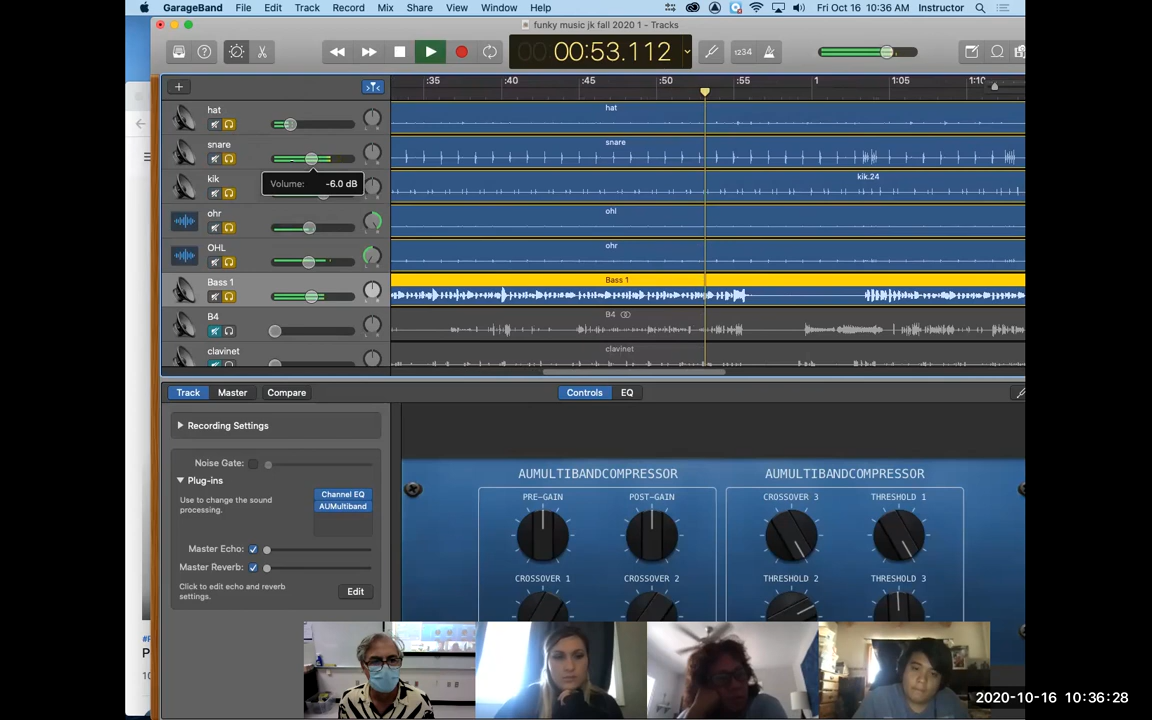 GarageBand File Edit Track Record Mix Share View Window Help Fri Oct 16 10:36 AM Instructor
funky music jk fall 2020 1 - Tracks
00:53.112
1234
:35 :40 :45 :50 :55 1 1:05 1:10
hat
hat
snare
snare
Volume: -6.0 dB
kik
kik.24
ohr
ohl
OHL
ohr
Bass 1
Bass 1
B4
B4
clavinet
clavinet
Track Master Compare
Controls EQ
Recording Settings
Noise Gate:
Plug-ins
Use to change the sound
processing.
Channel EQ
AUMultiband
Master Echo:
Master Reverb:
Click to edit echo and reverb
settings.
Edit
AUMULTIBANDCOMPRESSOR AUMULTIBANDCOMPRESSOR
PRE-GAIN POST-GAIN CROSSOVER 3 THRESHOLD 1
CROSSOVER 1 CROSSOVER 2 THRESHOLD 2 THRESHOLD 3
2020-10-16 10:36:28